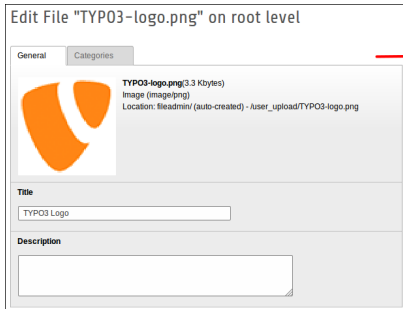 Edit File "TYPO3-logo.png" on root level
General
Categories
TYPO3-logo.png(3.3 Kbytes)
Image (image/png)
Location: fileadmin/ (auto-created) - /user_upload/TYPO3-logo.png
Title
TYPO3 Logo
Description